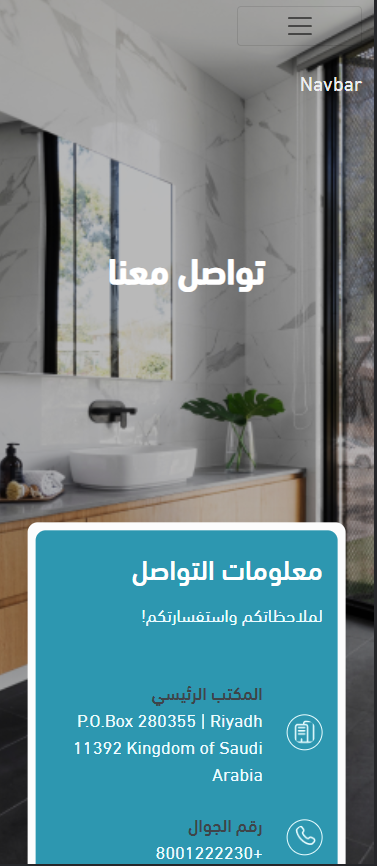 Navbar
تواصل معنا
معلومات التواصل
لملاحظاتكم واستفساراتكم!
المكتب الرئيسي
P.O.Box 280355 | Riyadh
11392 Kingdom of Saudi
Arabia
رقم الجوال
8001222230+